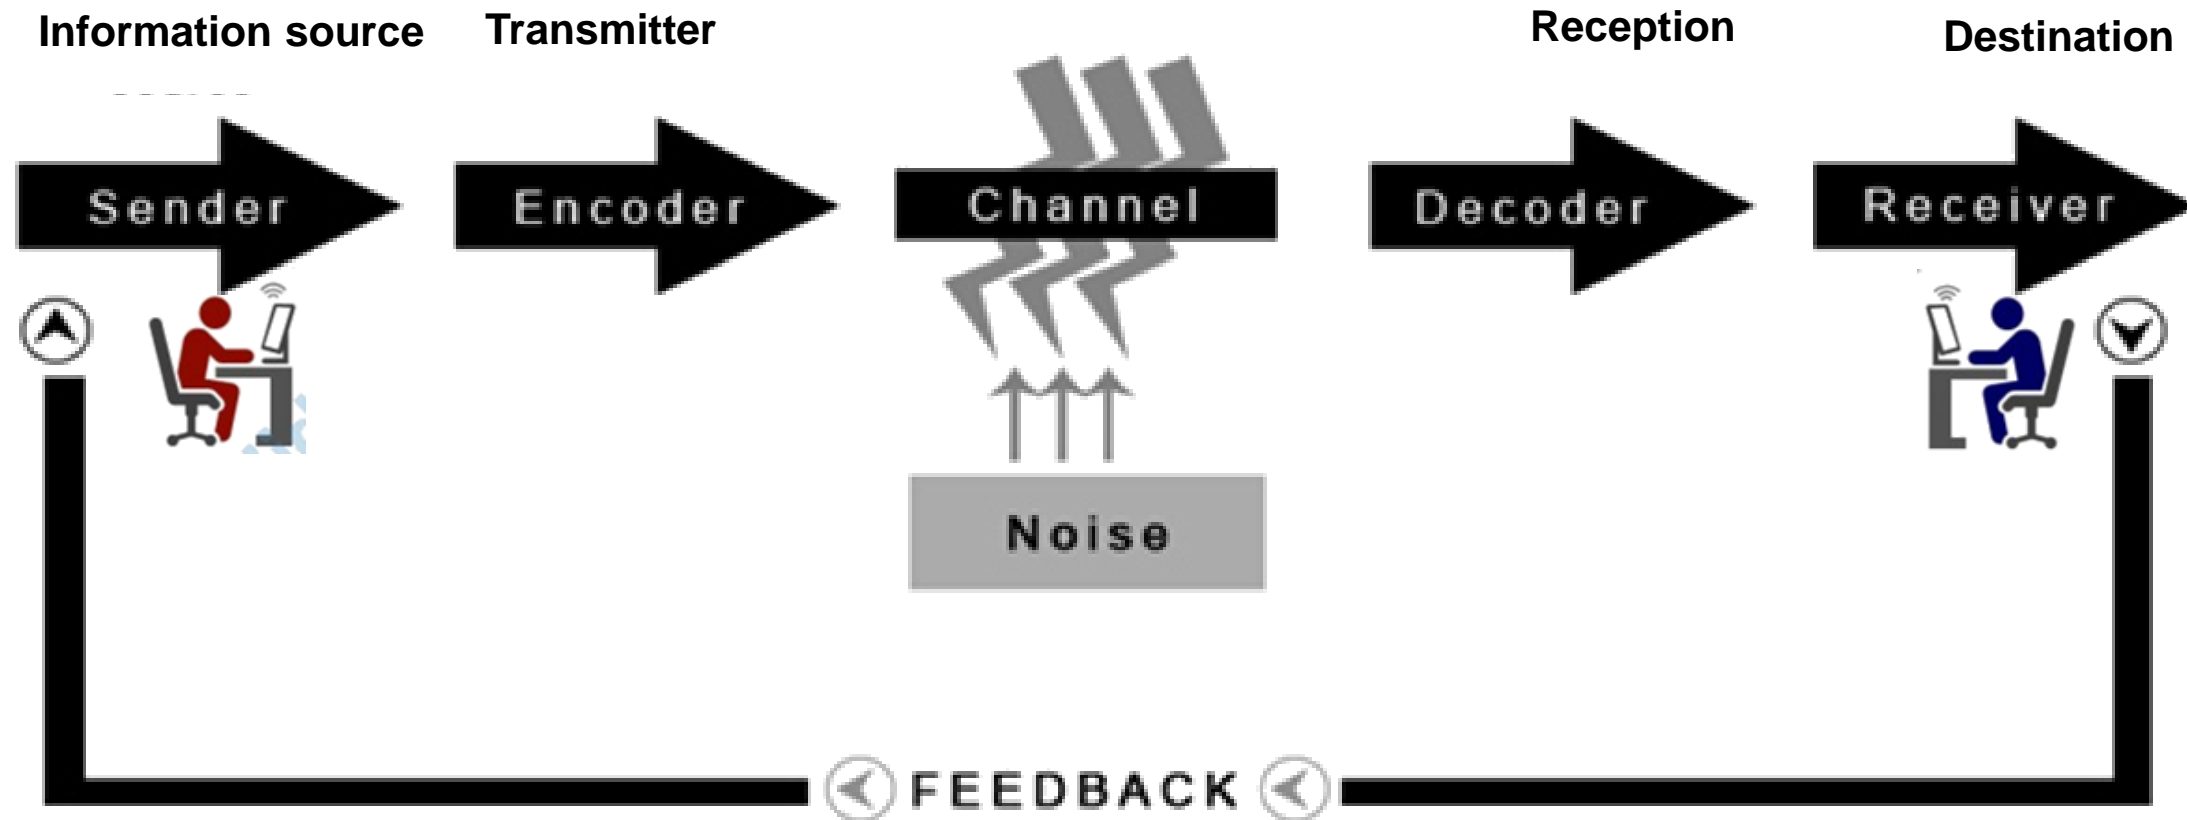 Information source
Transmitter
Reception
Destination
Sender
Encoder
Channel
Decoder
Receiver
Noise
FEEDBACK